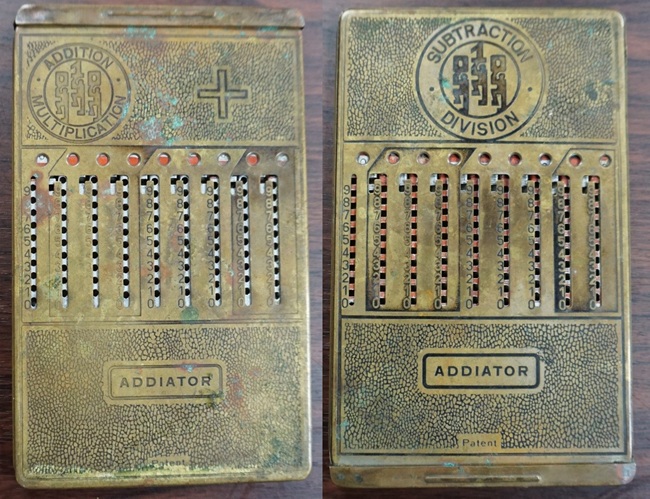 ADDITION
MULTIPLICATION
+
9
8
7
6
5
4
3
2
1
0
ADDIATOR
Patent
SUBTRACTION
DIVISION
9
8
7
6
5
4
3
2
1
0
ADDIATOR
Patent